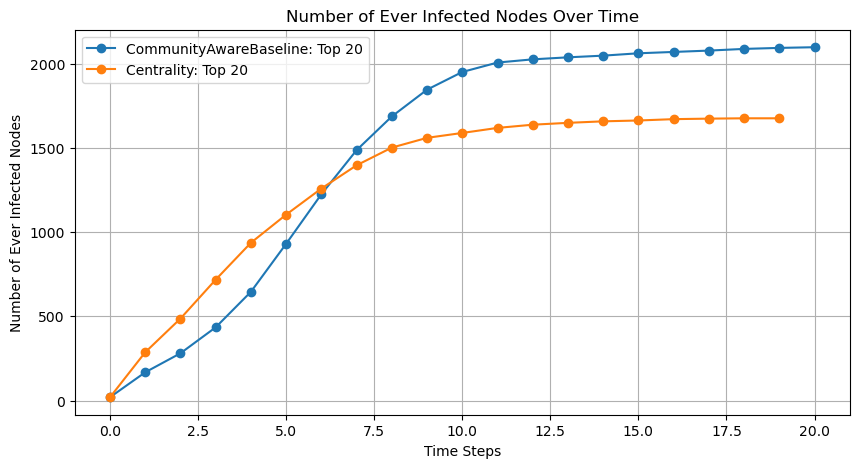 Number of Ever Infected Nodes Over Time
CommunityAwareBaseline: Top 20
Centrality: Top 20
Number of Ever Infected Nodes
2000
1500
1000
500
0
0.0 2.5 5.0 7.5 10.0 12.5 15.0 17.5 20.0
Time Steps